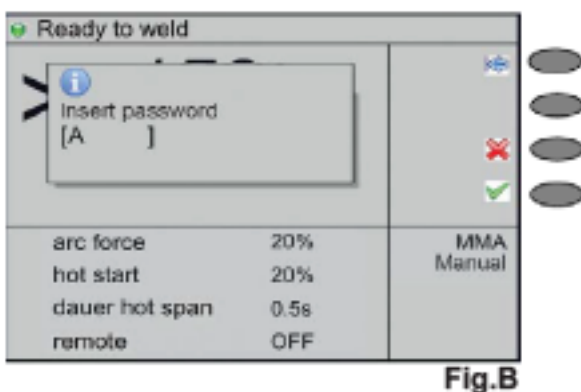 Ready to weld
Insert password
[A ]
arc force 20% MMA
hot start 20% Manual
dauer hot span 0.5s
remote OFF
Fig.B